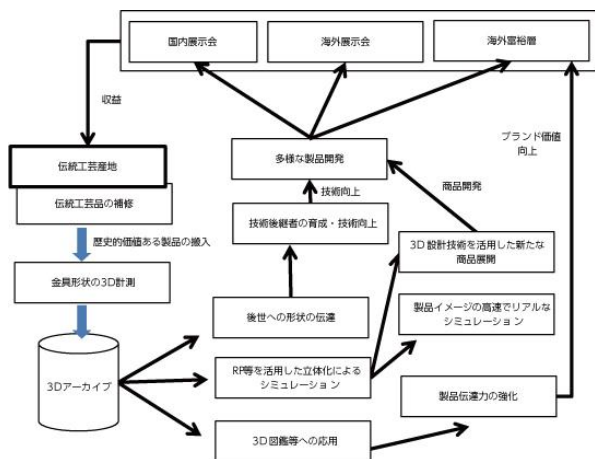 国内展示会
海外展示会
海外富裕層
収益
ブランド価値
向上
伝統工芸産地
伝統工芸品の補修
多様な製品開発
技術向上
商品開発
技術後継者の育成・技術向上
歴史的価値ある製品の搬入
3D設計技術を活用した新たな
商品展開
金具形状の3D計測
後世への形状の伝達
製品イメージの高速でリアルな
シミュレーション
3Dアーカイブ
RP等を活用した立体化による
シミュレーション
製品伝達力の強化
3D図鑑等への応用